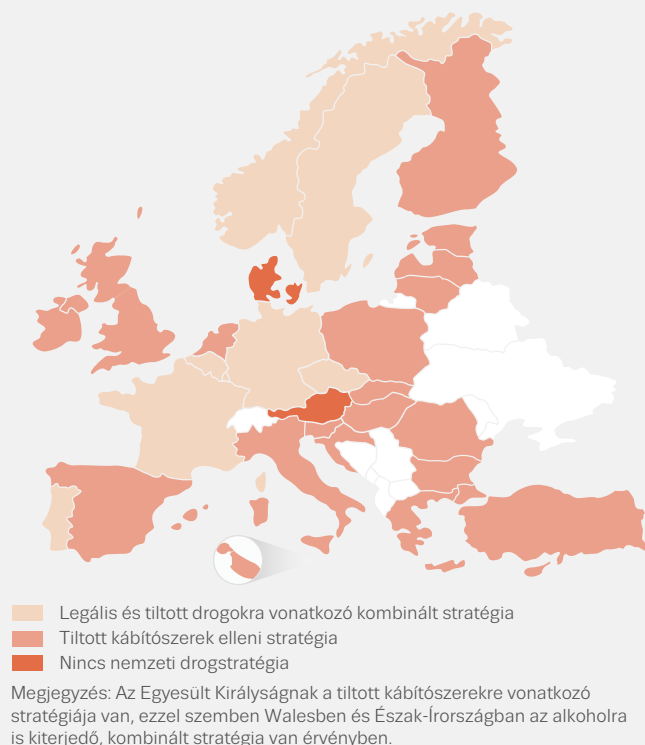 Legális és tiltott drogokra vonatkozó kombinált stratégia
Tiltott kábítószerek elleni stratégia
Nincs nemzeti drogstratégia
Megjegyzés: Az Egyesült Királyságnak a tiltott kábítószerekre vonatkozó
stratégiája van, ezzel szemben Walesben és Észak-Írországban az alkoholra
is kiterjedő, kombinált stratégia van érvényben.